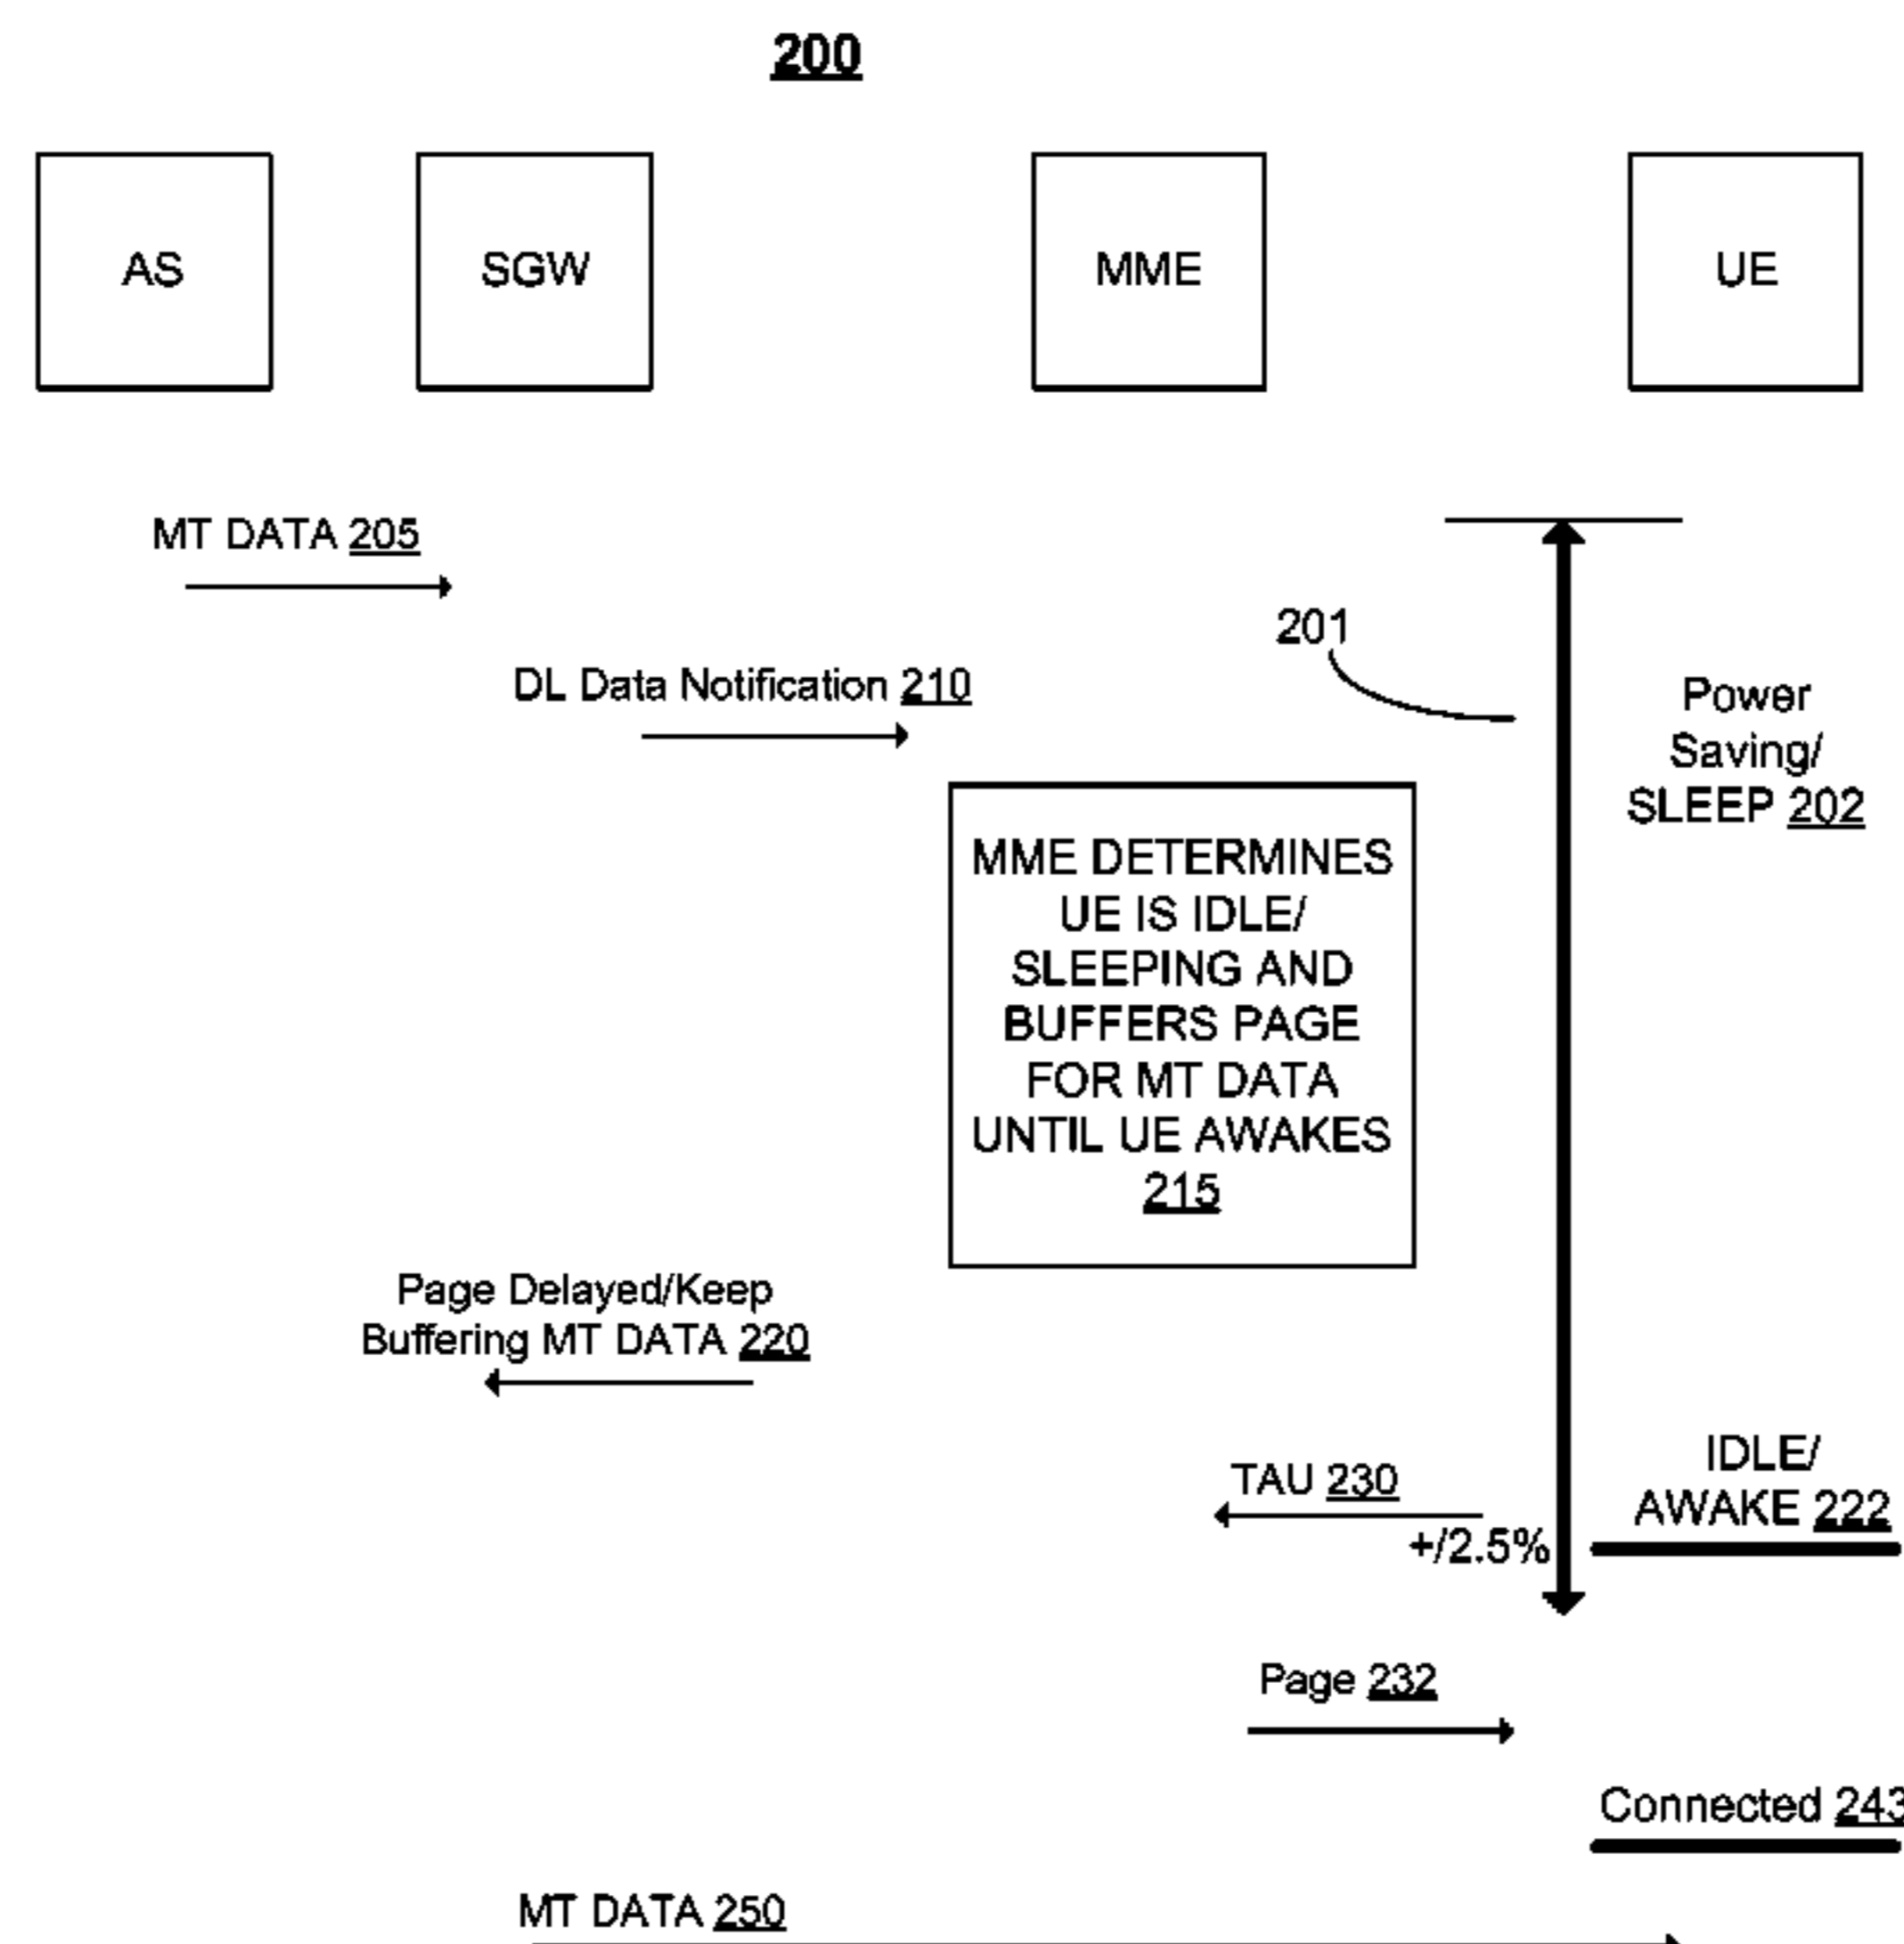 200
AS
SGW
MME
UE
MT DATA 205
201
DL Data Notification 210
Power
Saving/
SLEEP 202
MME DETERMINES
UE IS IDLE/
SLEEPING AND
BUFFERS PAGE
FOR MT DATA
UNTIL UE AWAKES
215
Page Delayed/Keep
Buffering MT DATA 220
IDLE/
AWAKE 222
TAU 230
+/2.5%
Page 232
Connected 243
MT DATA 250